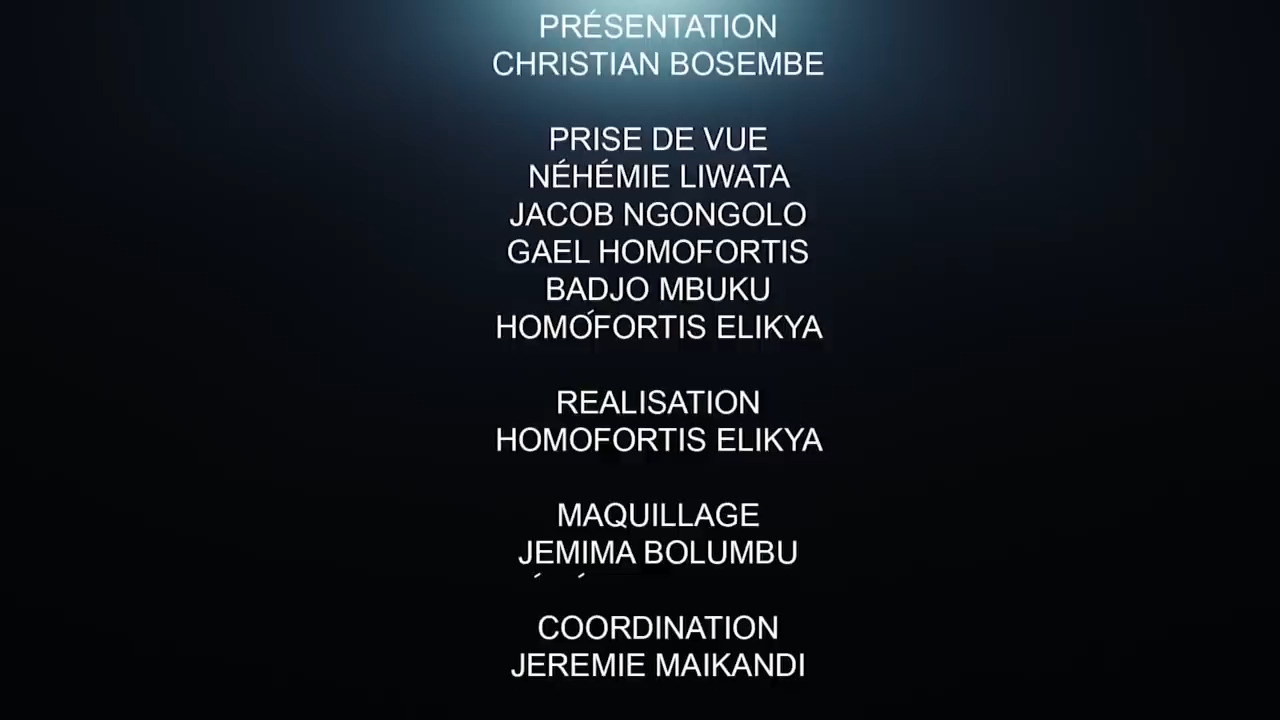 PRÉSENTATION
CHRISTIAN BOSEMBE
PRISE DE VUE
NÉHÉMIE LIWATA
JACOB NGONGOLO
GAEL HOMOFORTIS
BADJO MBUKU
HOMOFORTIS ELIKYA
REALISATION
HOMOFORTIS ELIKYA
MAQUILLAGE
JEMIMA BOLUMBU
COORDINATION
JEREMIE MAIKANDI